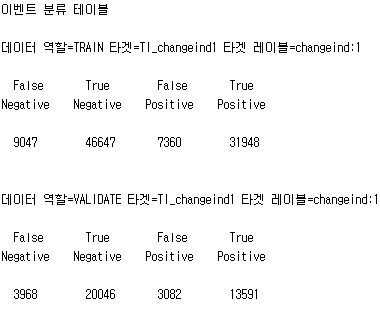 이벤트 분류 테이블
데이터 역할=TRAIN 타겟=TI_changeind1 타겟 레이블=changeind:1
False True False True
Negative Negative Positive Positive
9047 46647 7360 31948
데이터 역할=VALIDATE 타겟=TI_changeind1 타겟 레이블=changeind:1
False True False True
Negative Negative Positive Positive
3968 20046 3082 13591